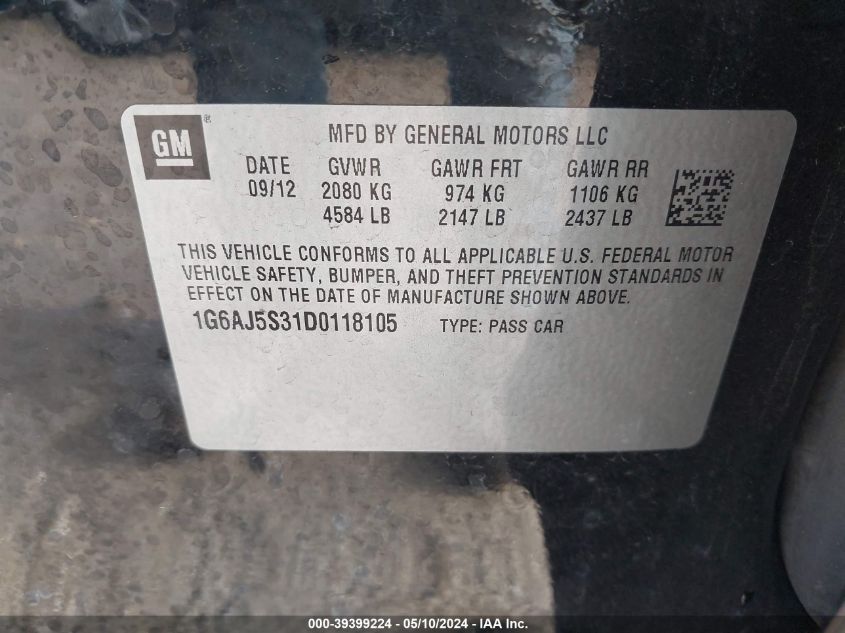 GM ®
MFD BY GENERAL MOTORS LLC
DATE GVWR GAWR FRT GAWR RR
09/12 2080 KG 974 KG 1106 KG
4584 LB 2147 LB 2437 LB
THIS VEHICLE CONFORMS TO ALL APPLICABLE U.S. FEDERAL MOTOR
VEHICLE SAFETY, BUMPER, AND THEFT PREVENTION STANDARDS IN
EFFECT ON THE DATE OF MANUFACTURE SHOWN ABOVE.
1G6AJ5S31D0118105 TYPE: PASS CAR
000-39399224 - 05/10/2024 - IAA Inc.